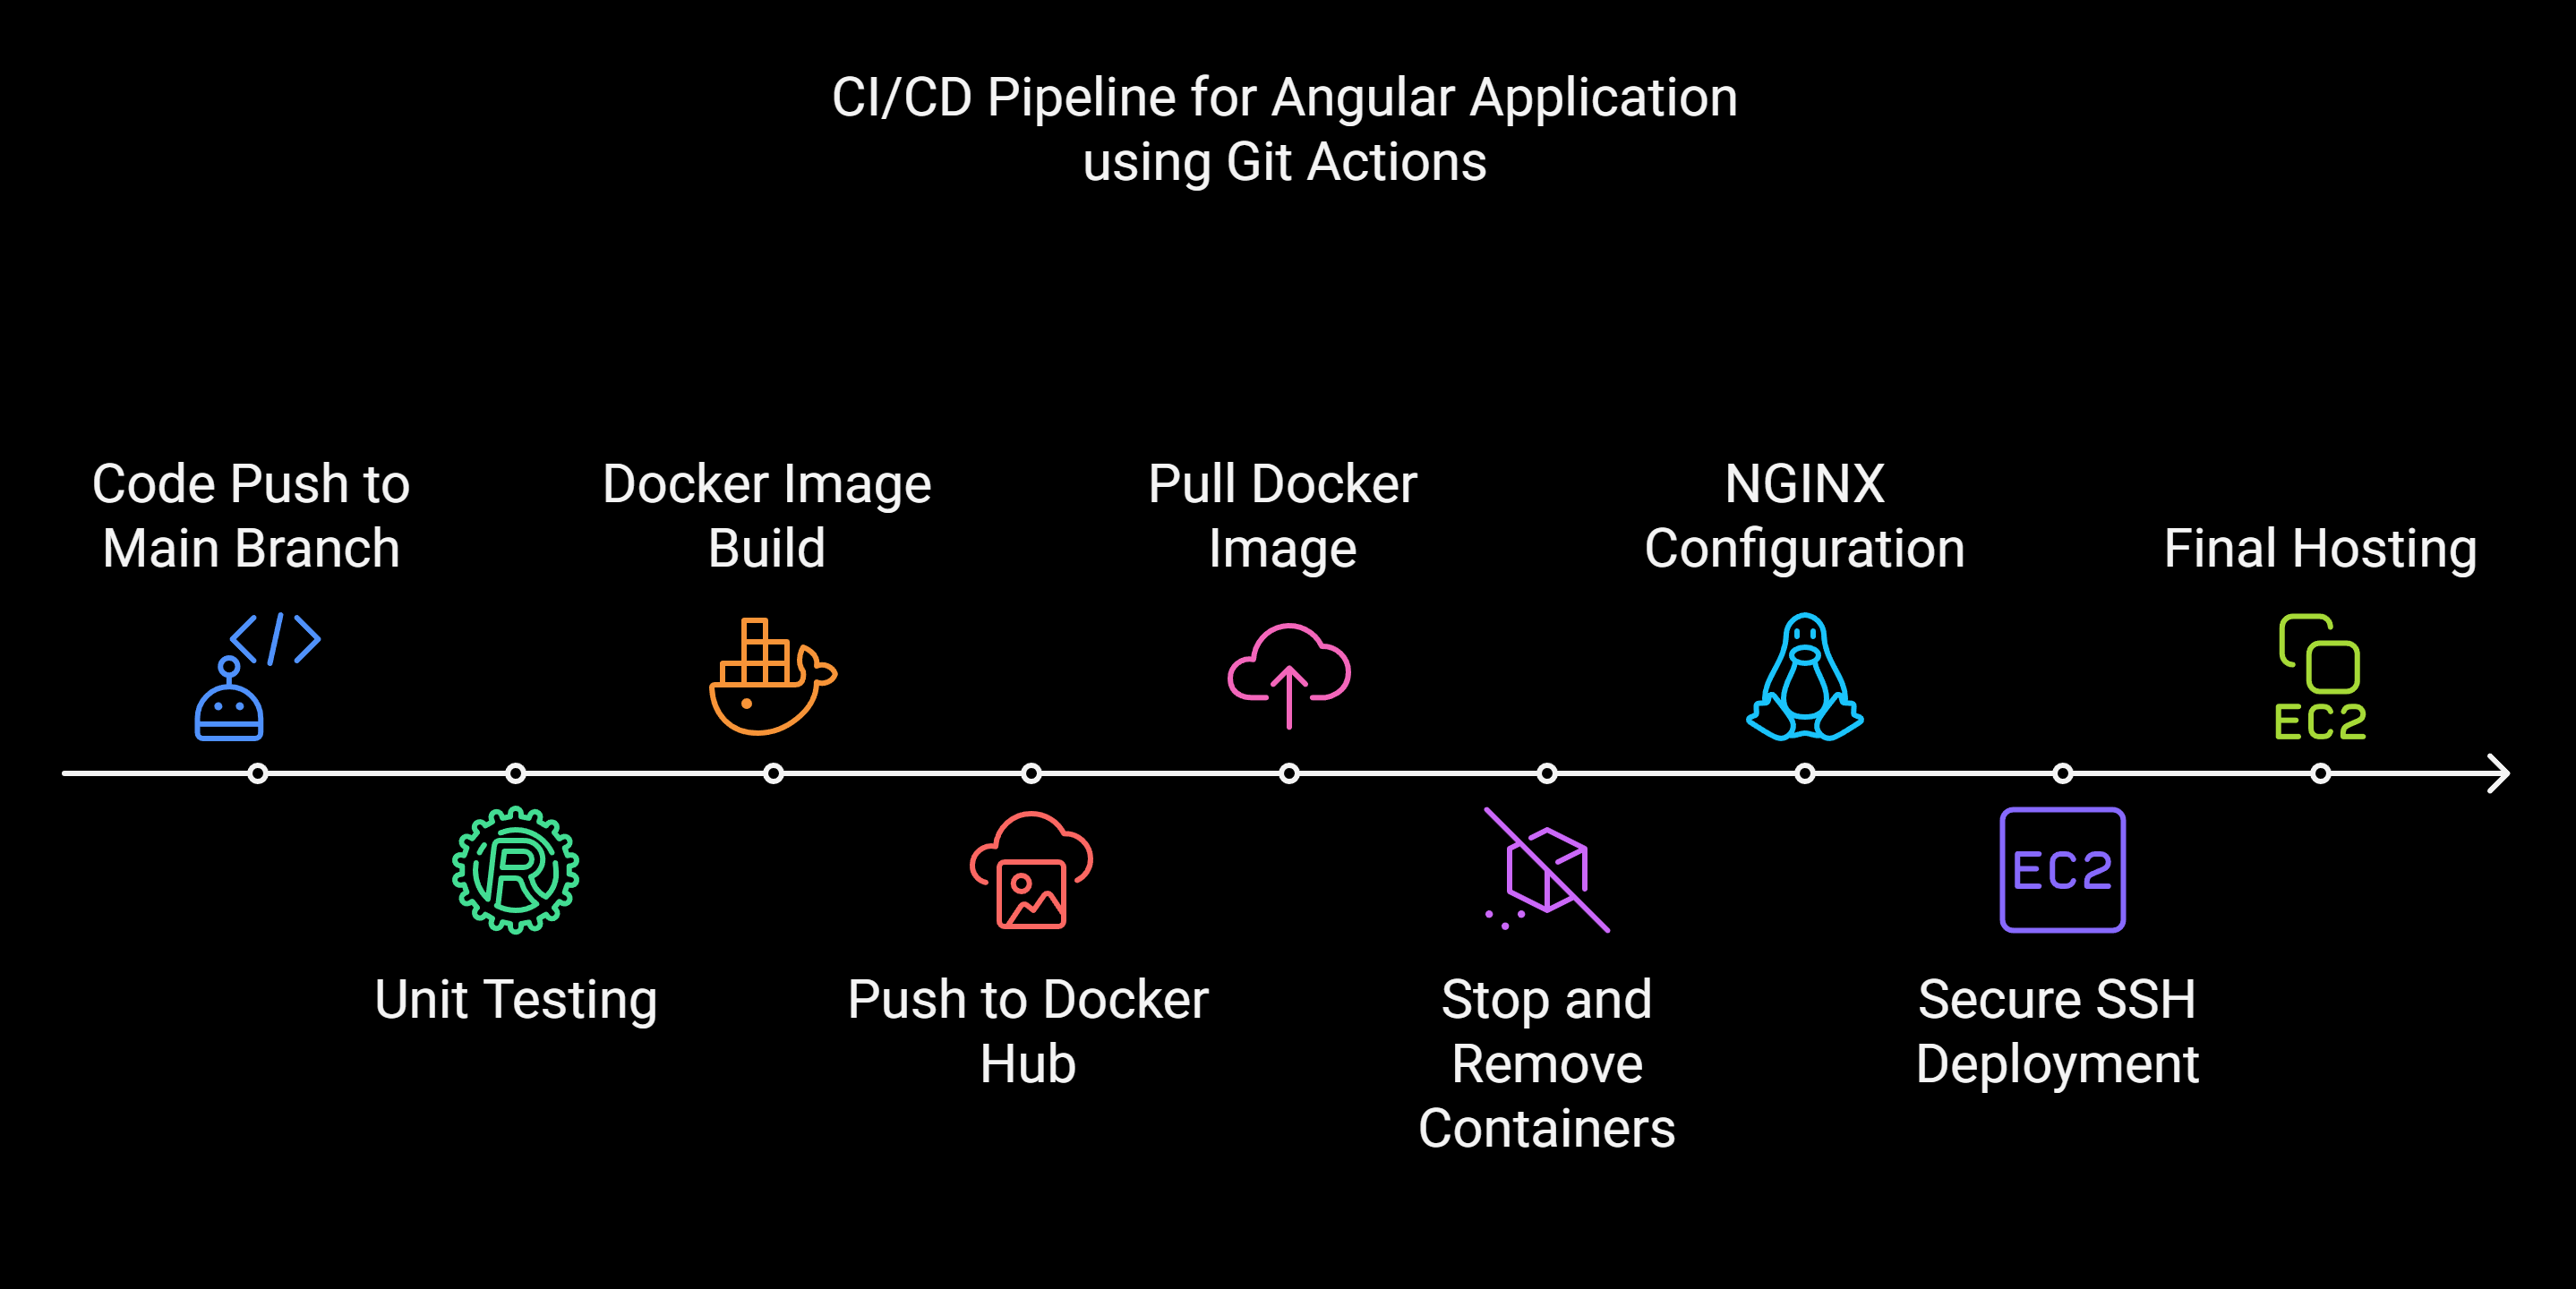 CI/CD Pipeline for Angular Application
using Git Actions
Code Push to
Main Branch
Unit Testing
R
Docker Image
Build
Push to Docker
Hub
Pull Docker
Image
Stop and
Remove
Containers
NGINX
Configuration
EC2
Secure SSH
Deployment
Final Hosting
EC2